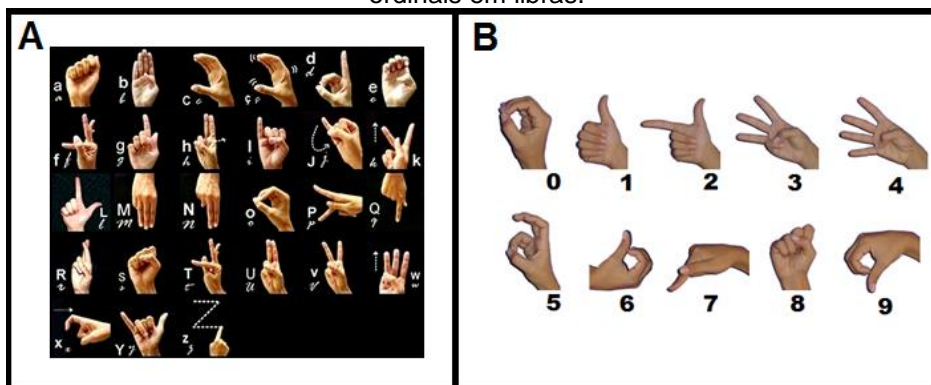 ordinais em libras.
A
a b c ç d e
f g h I J k
L M N o P Q
R s T U v w
x Y z
B
0 1 2 3 4
5 6 7 8 9